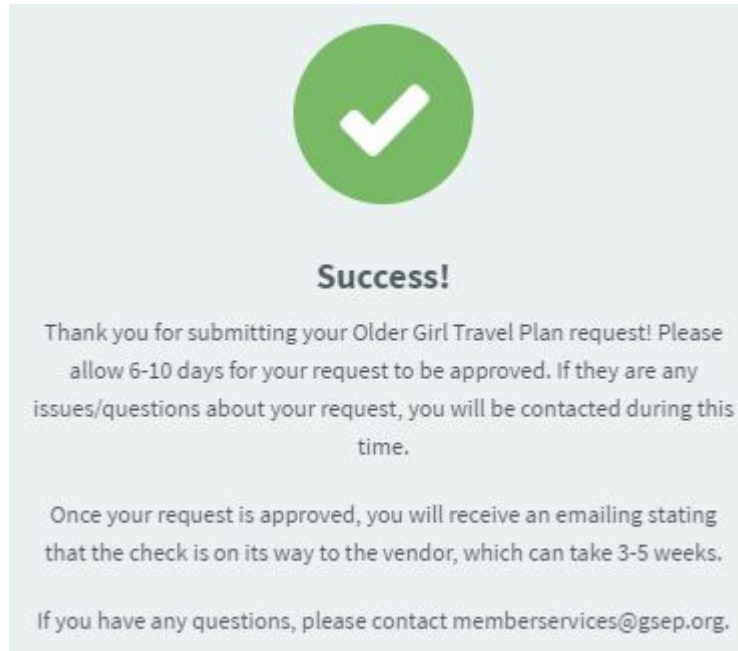 Success!
Thank you for submitting your Older Girl Travel Plan request! Please
allow 6-10 days for your request to be approved. If they are any
issues/questions about your request, you will be contacted during this
time.
Once your request is approved, you will receive an emailing stating
that the check is on its way to the vendor, which can take 3-5 weeks.
If you have any questions, please contact memberservices@gsep.org.